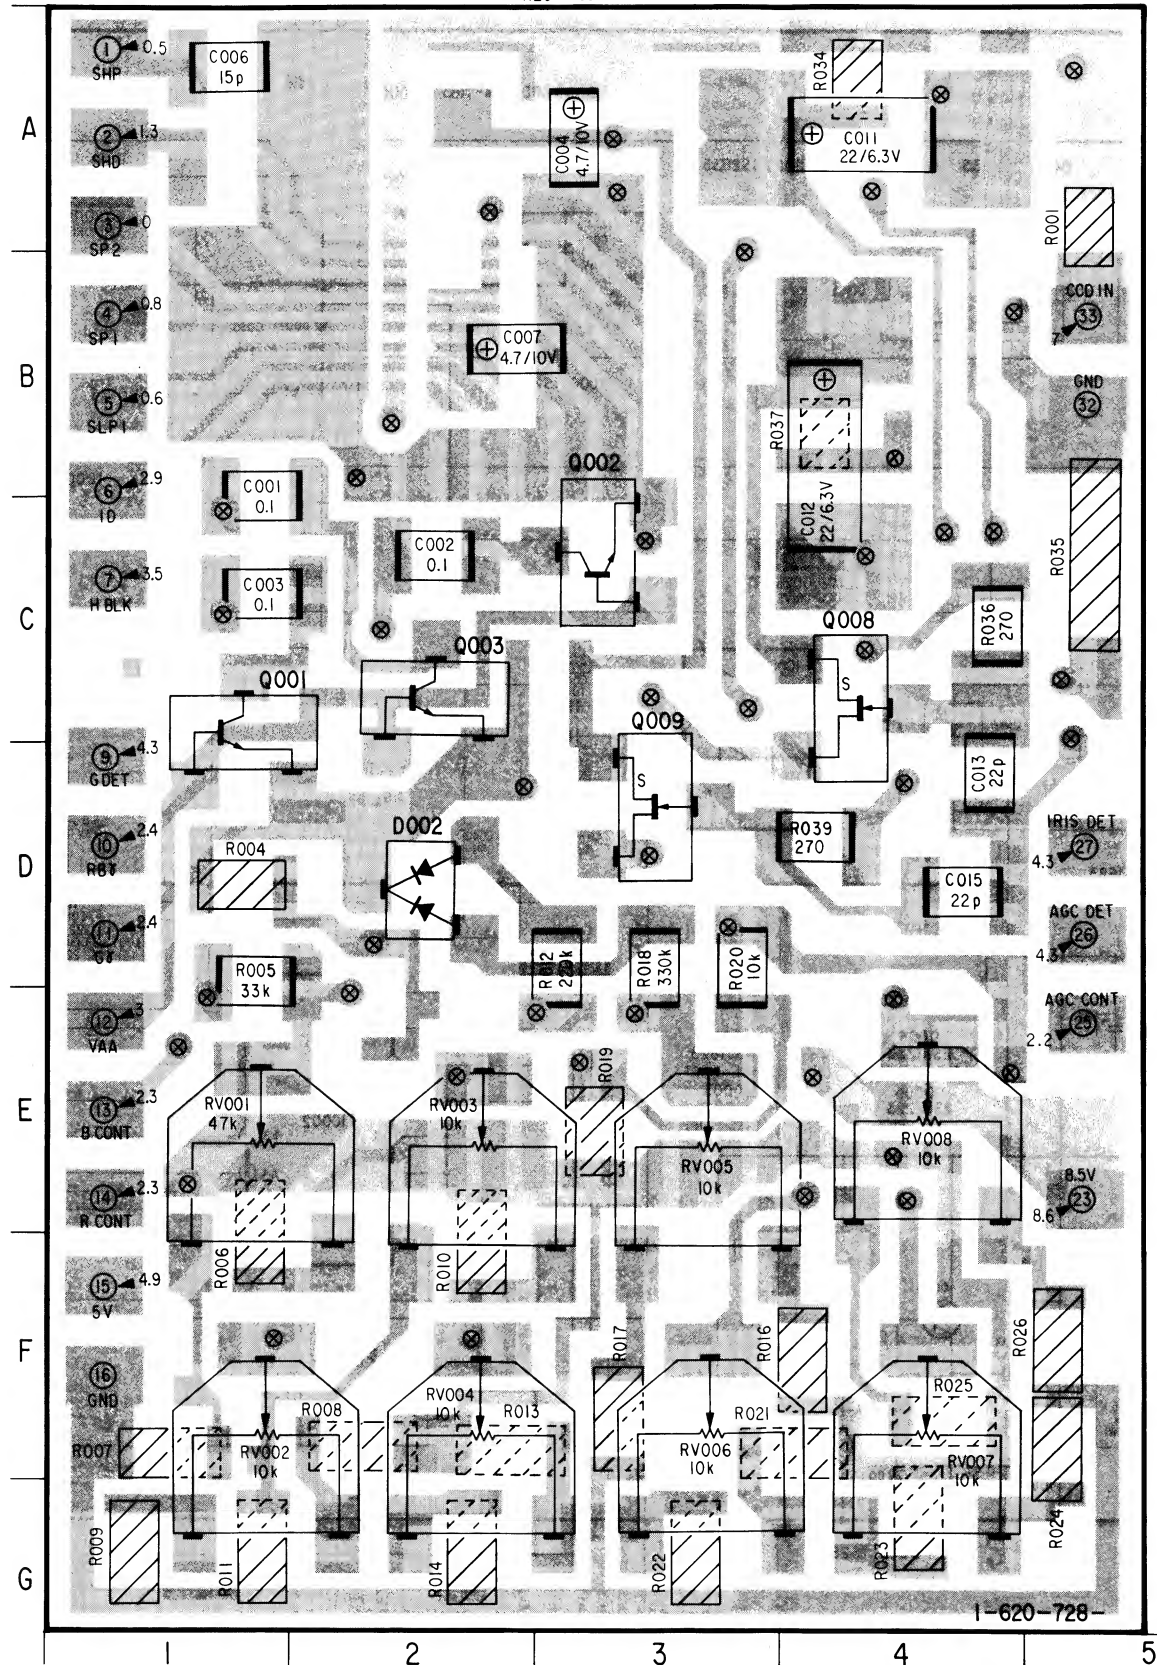 1
0.5
SHP
C006
15p
R034
2
1.3
SHD
A
C004
4.7/10V
C011
22/6.3V
R001
3
0
SP2
4
0.8
SP1
C007
4.7/10V
CCD IN
33
7
B
5
0.6
SLP1
R037
GND
32
Q002
6
2.9
ID
C001
0.1
C012
22/6.3V
C002
0.1
R035
7
3.5
H BLK
C003
0.1
C
Q008
R036
270
S
Q003
Q001
Q009
9
4.3
G DET
S
C013
22p
10
2.4
RBγ
D002
R039
270
IRIS DET
27
4.3
D
R004
C015
22p
11
2.4
Gγ
AGC DET
26
4.3
R005
33k
R012
R018
330k
R020
10k
12
3
VAA
AGC CONT
25
2.2
R019
E
13
2.3
B CONT
RV001
47k
RV003
10k
RV005
10k
RV008
10k
14
2.3
R CONT
8.5V
23
8.6
R006
R010
15
4.9
5V
R017
R016
R026
F
16
GND
RV004
10k
R008
R013
R021
R025
R007
RV002
10k
RV006
10k
RV007
10k
R009
R011
R014
R022
R023
R024
G
1-620-728-
1
2
3
4
5